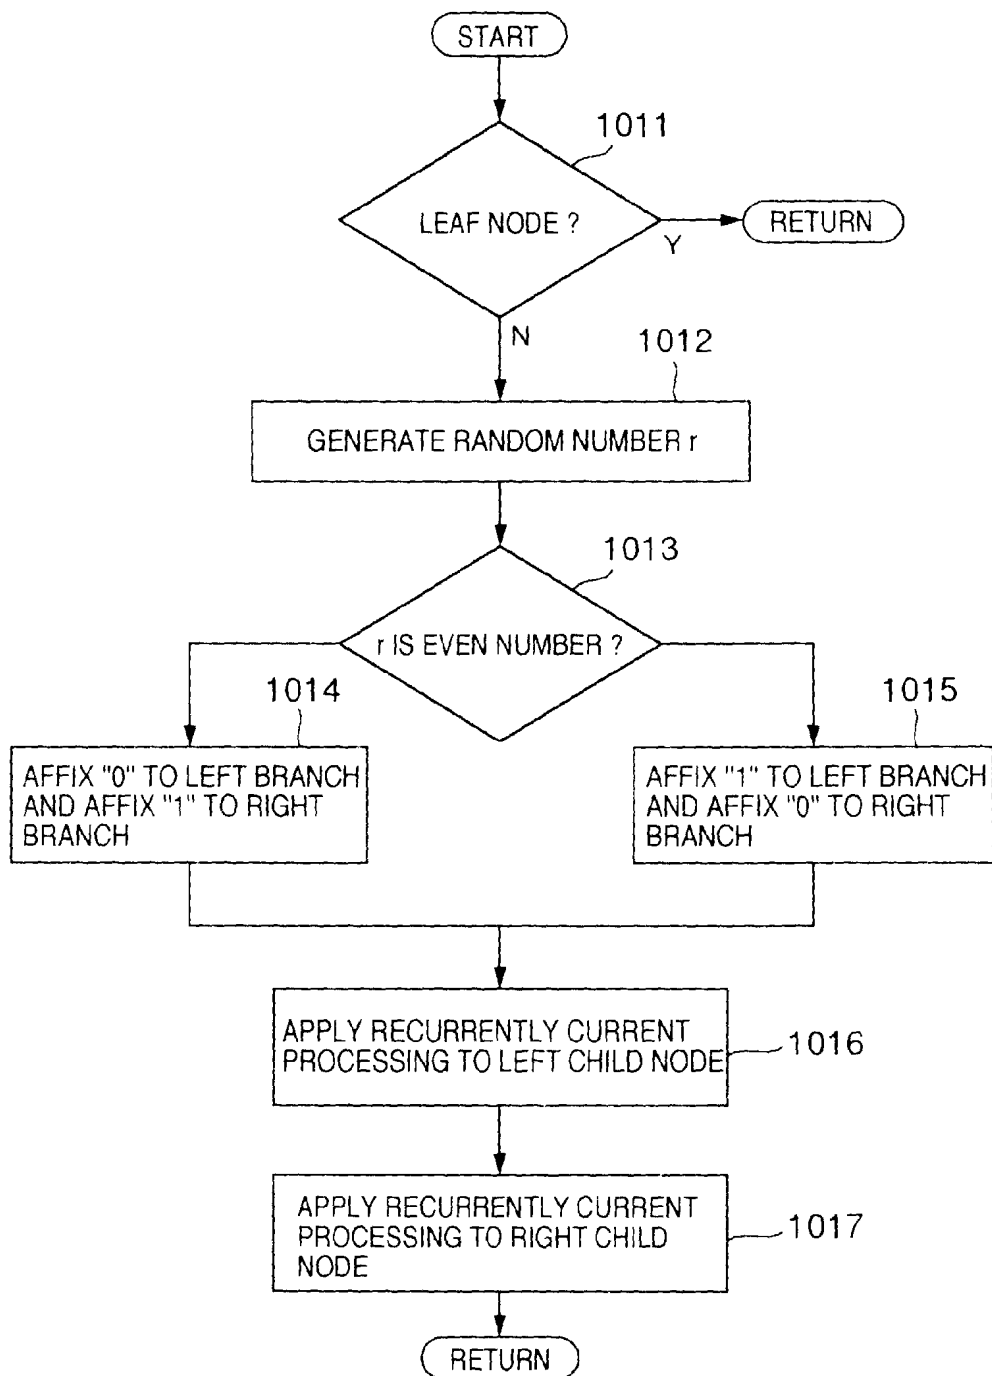 START
1011
LEAF NODE ?
RETURN
Y
N
1012
GENERATE RANDOM NUMBER r
1013
r IS EVEN NUMBER ?
1014
1015
AFFIX "0" TO LEFT BRANCH
AND AFFIX "1" TO RIGHT
BRANCH
AFFIX "1" TO LEFT BRANCH
AND AFFIX "0" TO RIGHT
BRANCH
APPLY RECURRENTLY CURRENT
PROCESSING TO LEFT CHILD NODE
1016
APPLY RECURRENTLY CURRENT
PROCESSING TO RIGHT CHILD
NODE
1017
RETURN